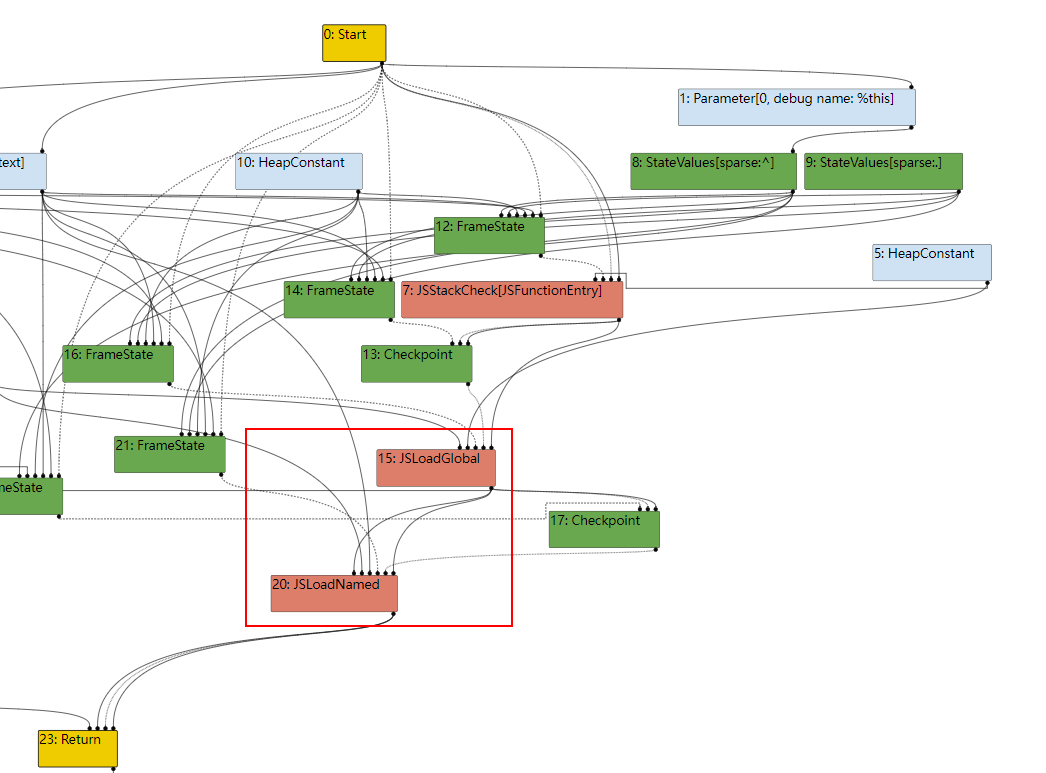 0: Start
1: Parameter[0, debug name: %this]
text]
10: HeapConstant
8: StateValues[sparse:^]
9: StateValues[sparse:.]
12: FrameState
5: HeapConstant
14: FrameState
7: JSStackCheck[JSFunctionEntry]
16: FrameState
13: Checkpoint
21: FrameState
15: JSLoadGlobal
meState
17: Checkpoint
20: JSLoadNamed
23: Return